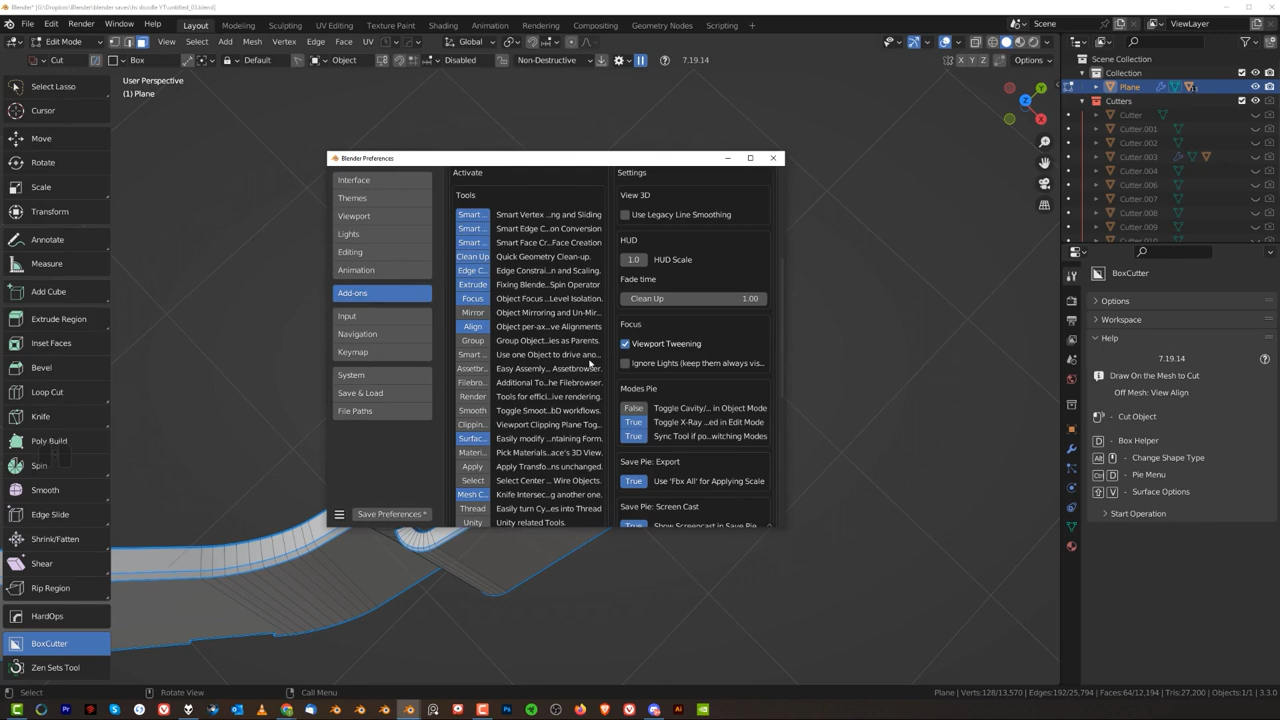 Blender* [G:\Dropbox\blender saves\hs doodle YT\untitled_03.blend]
File Edit Render Window Help Layout Modeling Sculpting UV Editing Texture Paint Shading Animation Rendering Compositing Geometry Nodes Scripting Scene ViewLayer
Edit Mode View Select Add Mesh Vertex Edge Face UV Global
Cut Box Default Object Disabled Non-Destructive 7.19.14 X Y Z Options
User Perspective
(1) Plane
Select Lasso
Cursor
Move
Rotate
Scale
Transform
Annotate
Measure
Add Cube
Extrude Region
Inset Faces
Bevel
Loop Cut
Knife
Poly Build
Spin
Smooth
Edge Slide
Shrink/Fatten
Shear
Rip Region
HardOps
BoxCutter
Zen Sets Tool
Blender Preferences
Interface
Themes
Viewport
Lights
Editing
Animation
Add-ons
Input
Navigation
Keymap
System
Save & Load
File Paths
Save Preferences *
Activate
Tools
Smart ... Smart Vertex ...ng and Sliding
Smart ... Smart Edge C...on Conversion
Smart ... Smart Face Cr...Face Creation
Clean Up Quick Geometry Clean-up.
Edge C... Edge Constrai...n and Scaling.
Extrude Fixing Blende...Spin Operator
Focus Object Focus ...Level Isolation.
Mirror Object Mirroring and Un-Mir...
Align Object per-ax...ve Alignments
Group Group Object...ies as Parents.
Smart ... Use one Object to drive ano...
Assetbr... Easy Assemly... Assetbrowser.
Filebro... Additional To...he Filebrowser.
Render Tools for effici...ive rendering.
Smooth Toggle Smoot...bD workflows.
Clippin... Viewport Clipping Plane Tog...
Surfac... Easily modify ...ntaining Form.
Materi... Pick Materials...ace's 3D View.
Apply Apply Transfo...ns unchanged.
Select Select Center ... Wire Objects.
Mesh C... Knife Intersec...g another one.
Thread Easily turn Cy...es into Thread
Unity Unity related Tools.
Settings
View 3D
Use Legacy Line Smoothing
HUD
1.0 HUD Scale
Fade time
Clean Up 1.00
Focus
Viewport Tweening
Ignore Lights (keep them always vis...
Modes Pie
False Toggle Cavity/... in Object Mode
True Toggle X-Ray ...ed in Edit Mode
True Sync Tool if po...witching Modes
Save Pie: Export
True Use 'Fbx All' for Applying Scale
Save Pie: Screen Cast
True Show Screencast in Save Pie
Scene Collection
Collection
Plane
Cutters
Cutter
Cutter.001
Cutter.002
Cutter.003
Cutter.004
Cutter.006
Cutter.007
Cutter.008
Cutter.009
Cutter.010
BoxCutter
Options
Workspace
Help
7.19.14
Draw On the Mesh to Cut
Off Mesh: View Align
- Cut Object
D - Box Helper
Alt - Change Shape Type
Ctrl D - Pie Menu
V - Surface Options
Start Operation
Select Rotate View Call Menu Plane | Verts:128/13,570 | Edges:192/25,794 | Faces:64/12,194 | Tris:27,200 | Objects:1/1 | 3.3.0